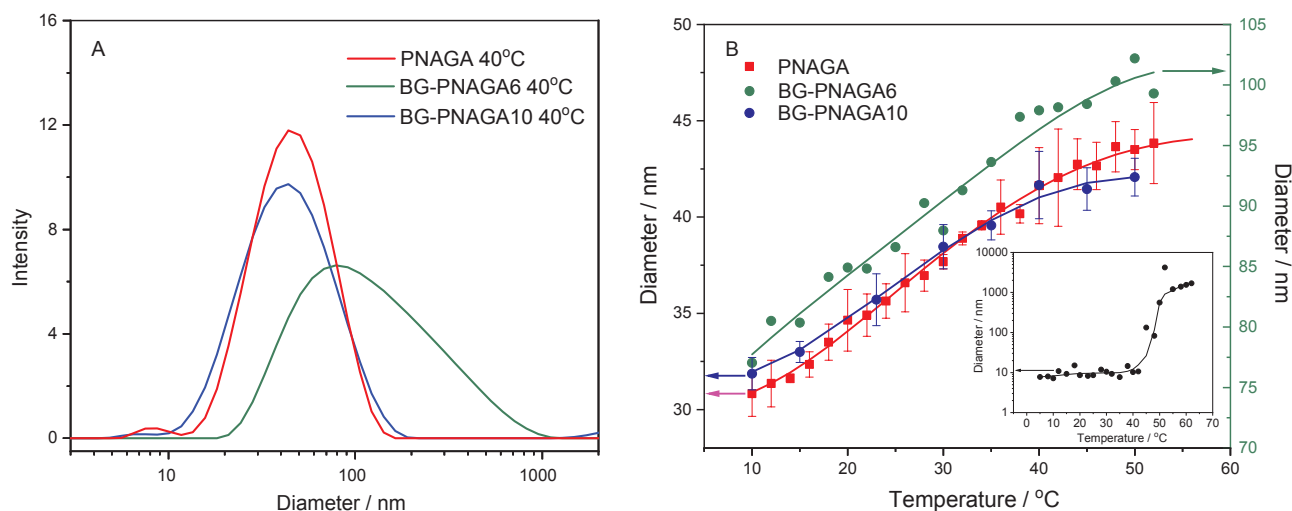 A
PNAGA 40°C
BG-PNAGA6 40°C
BG-PNAGA10 40°C
16
12
8
4
0
Intensity
10
100
1000
Diameter / nm
B
PNAGA
BG-PNAGA6
BG-PNAGA10
50
45
40
35
30
Diameter / nm
105
100
95
90
85
80
75
70
Diameter / nm
10
20
30
40
50
60
Temperature / °C
10000
1000
100
10
1
Diameter / nm
0
10
20
30
40
50
60
70
Temperature / °C